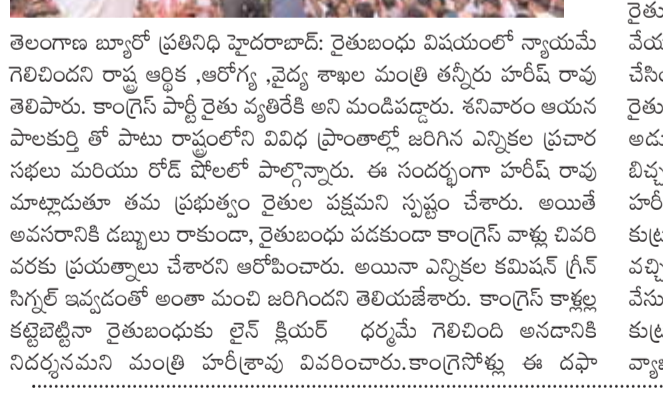 తెలంగాణ బ్యూరో ప్రతినిధి హైదరాబాద్: రైతుబంధు విషయంలో న్యాయమే
గెలిచిందని రాష్ట్ర ఆర్థిక ,ఆరోగ్య ,వైద్య శాఖల మంత్రి తన్నీరు హరీష్ రావు
తెలిపారు. కాంగ్రెస్ పార్టీ రైతు వ్యతిరేకి అని మండిపడ్డారు. శనివారం ఆయన
పాలకుర్తి తో పాటు రాష్ట్రంలోని వివిధ ప్రాంతాల్లో జరిగిన ఎన్నికల ప్రచార
సభలు మరియు రోడ్ షోలలో పాల్గొన్నారు. ఈ సందర్భంగా హరీష్ రావు
మాట్లాడుతూ తమ ప్రభుత్వం రైతుల పక్షమని స్పష్టం చేశారు. అయితే
అవసరానికి డబ్బులు రాకుండా, రైతుబంధు పడకుండా కాంగ్రెస్ వాళ్లు చివరి
వరకు ప్రయత్నాలు చేశారని ఆరోపించారు. అయినా ఎన్నికల కమిషన్ గ్రీన్
సిగ్నల్ ఇవ్వడంతో అంతా మంచి జరిగిందని తెలియజేశారు. కాంగ్రెస్ కాళ్లల్ల
కట్టెబెట్టినా రైతుబంధుకు లైన్ క్లియర్ ధర్మమే గెలిచింది అనడానికి
నిదర్శనమని మంత్రి హరీశ్రావు వివరించారు.కాంగ్రెసోళ్లు ఈ దఫా
రైతు
చేసిం
రైతు
బిచ్చ
హరీ
కుట్ర
వచ్చి
వేసు
కుట్ర